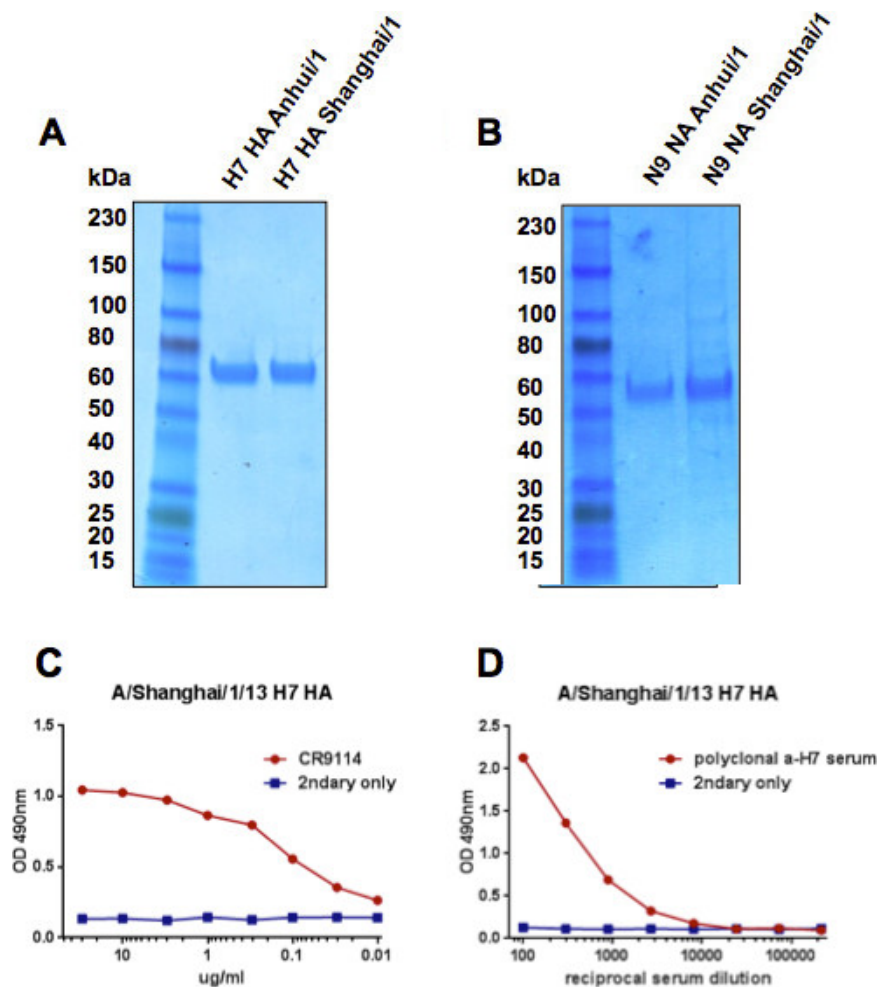 A
H7 HA Anhui/1
H7 HA Shanghai/1
kDa
230
150
100
80
60
50
40
30
25
20
15
B
N9 NA Anhui/1
N9 NA Shanghai/1
kDa
230
150
100
80
60
50
40
30
25
20
15
C
A/Shanghai/1/13 H7 HA
1.5
1.0
0.5
0.0
OD 490nm
CR9114
2ndary only
10
1
0.1
0.01
ug/ml
D
A/Shanghai/1/13 H7 HA
2.5
2.0
1.5
1.0
0.5
0.0
OD 490nm
polyclonal a-H7 serum
2ndary only
100
1000
10000
100000
reciprocal serum dilution